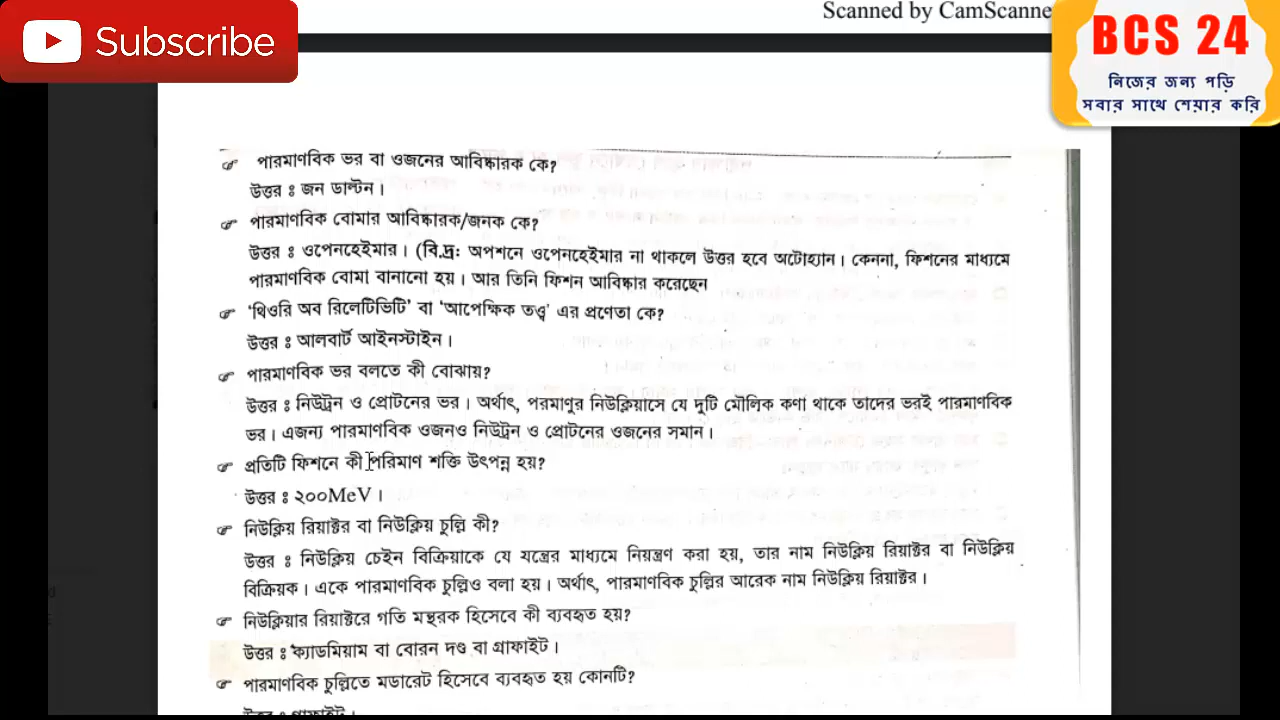 Subscribe
Scanned by CamScanne
BCS 24
নিজের জন্য পড়ি
সবার সাথে শেয়ার করি
পারমাণবিক ভর বা ওজনের আবিষ্কারক কে?
উত্তর ঃ জন ডাল্টন।
পারমাণবিক বোমার আবিষ্কারক/জনক কে?
উত্তর ঃ ওপেনহেইমার। (বি.দ্র: অপশনে ওপেনহেইমার না থাকলে উত্তর হবে অটোহ্যান। কেননা, ফিশনের মাধ্যমে
পারমাণবিক বোমা বানানো হয়। আর তিনি ফিশন আবিষ্কার করেছেন
‘থিওরি অব রিলেটিভিটি’ বা ‘আপেক্ষিক তত্ত্ব’ এর প্রণেতা কে?
উত্তর ঃ আলবার্ট আইনস্টাইন।
পারমাণবিক ভর বলতে কী বোঝায়?
উত্তর ঃ নিউট্রন ও প্রোটনের ভর। অর্থাৎ, পরমাণুর নিউক্লিয়াসে যে দুটি মৌলিক কণা থাকে তাদের ভরই পারমাণবিক
ভর। এজন্য পারমাণবিক ওজনও নিউট্রন ও প্রোটনের ওজনের সমান।
প্রতিটি ফিশনে কী পরিমাণ শক্তি উৎপন্ন হয়?
উত্তর ঃ ২০০MeV।
নিউক্লিয় রিয়াক্টর বা নিউক্লিয় চুল্লি কী?
উত্তর ঃ নিউক্লিয় চেইন বিক্রিয়াকে যে যন্ত্রের মাধ্যমে নিয়ন্ত্রণ করা হয়, তার নাম নিউক্লিয় রিয়াক্টর বা নিউক্লিয়
বিক্রিয়ক। একে পারমাণবিক চুল্লিও বলা হয়। অর্থাৎ, পারমাণবিক চুল্লির আরেক নাম নিউক্লিয় রিয়াক্টর।
নিউক্লিয়ার রিয়াক্টরে গতি মন্থরক হিসেবে কী ব্যবহৃত হয়?
উত্তর ঃ ক্যাডমিয়াম বা বোরন দণ্ড বা গ্রাফাইট।
পারমাণবিক চুল্লিতে মডারেট হিসেবে ব্যবহৃত হয় কোনটি?
উত্তর ঃ গ্রাফাইট।